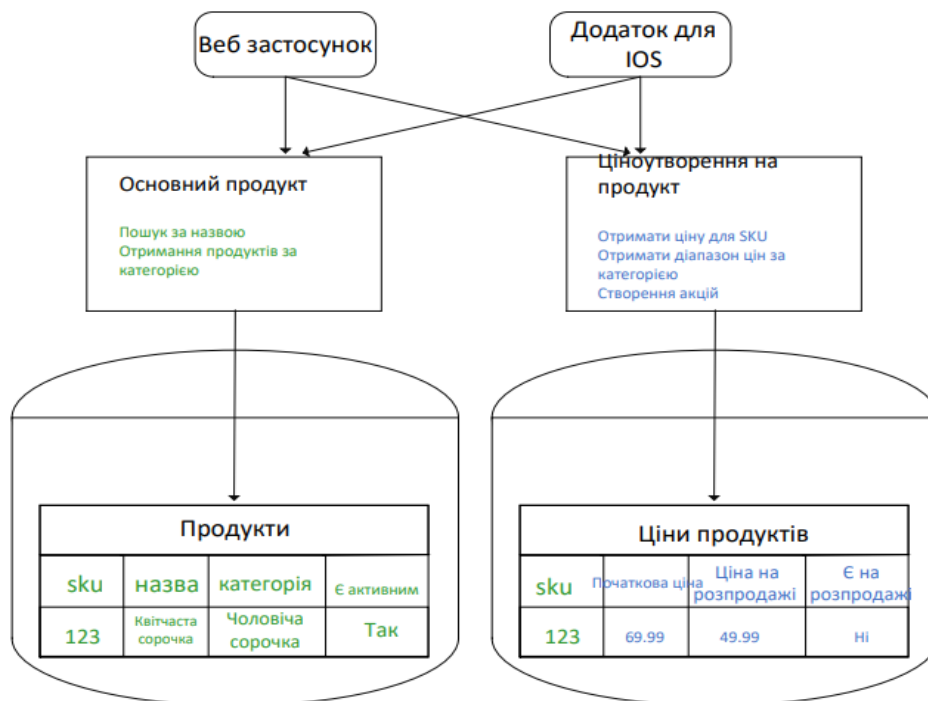 Веб застосунок
Додаток для
IOS
Основний продукт
Пошук за назвою
Отримання продуктів за
категорією
Ціноутворення на
продукт
Отримати ціну для SKU
Отримати діапазон цін за
категорією
Створення акцій
Продукти
sku назва категорія Є активним
123 Квітчаста сорочка Чоловіча сорочка Так
Ціни продуктів
sku Початкова ціна Ціна на розпродажі Є на розпродажі
123 69.99 49.99 Ні